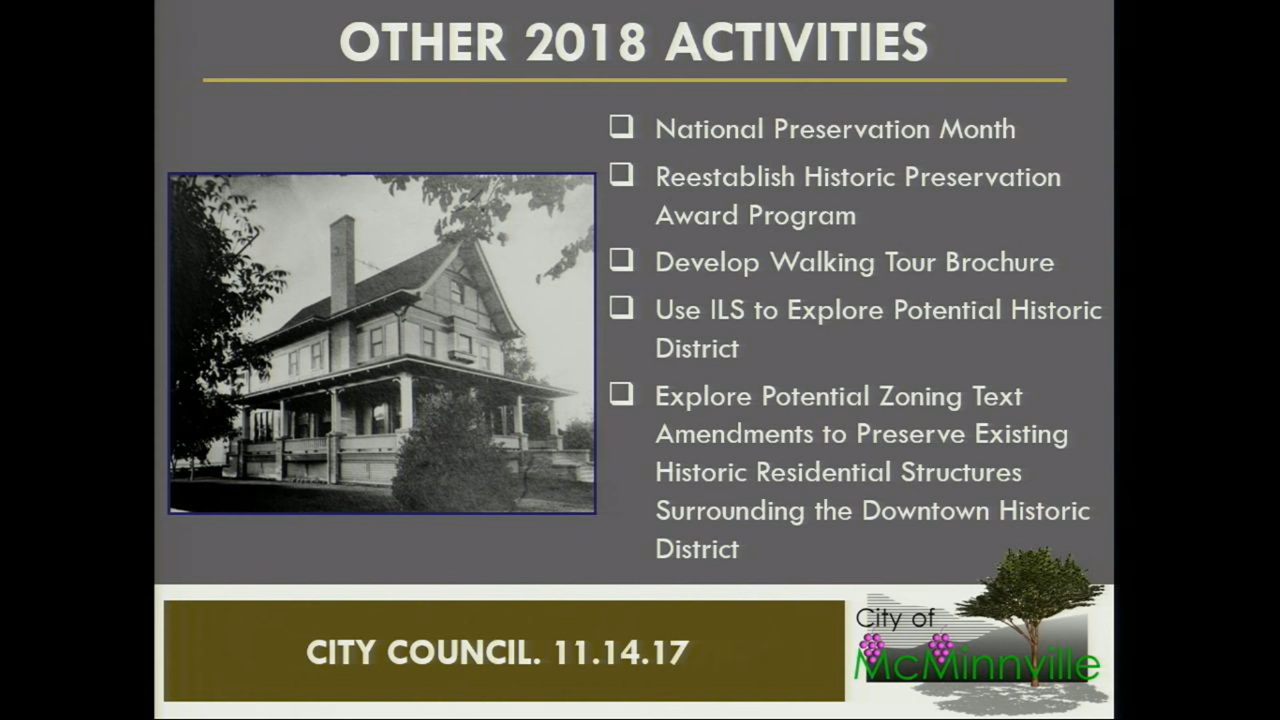 OTHER 2018 ACTIVITIES
National Preservation Month
Reestablish Historic Preservation
Award Program
Develop Walking Tour Brochure
Use ILS to Explore Potential Historic
District
Explore Potential Zoning Text
Amendments to Preserve Existing
Historic Residential Structures
Surrounding the Downtown Historic
District
CITY COUNCIL. 11.14.17
City of
McMinnville